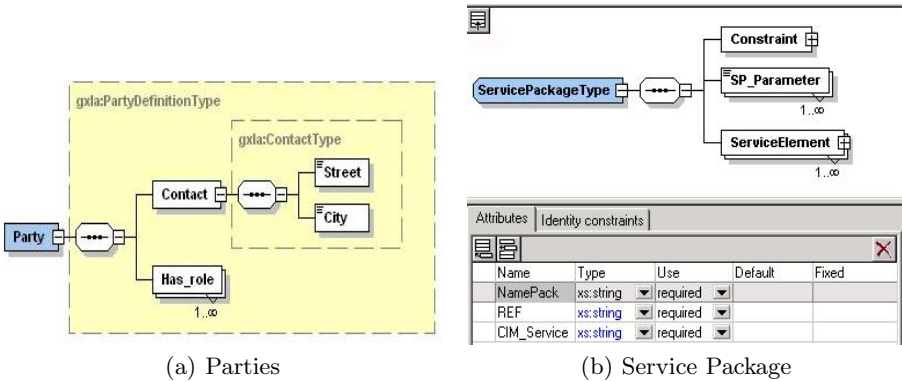 gxla:PartyDefinitionType
gxla:ContactType
Street
Contact
City
Party
Has_role
1..∞
(a) Parties
Constraint
ServicePackageType
SP_Parameter
1..∞
ServiceElement
1..∞
Attributes Identity constraints
Name Type Use Default Fixed
NamePack xs:string required
REF xs:string required
CIM_Service xs:string required
(b) Service Package